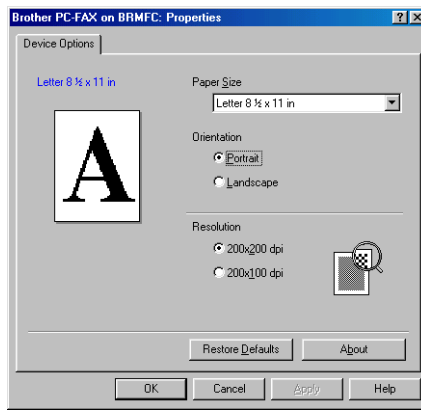 Brother PC-FAX on BRMFC: Properties
Device Options
Letter 8 ½ x 11 in
Paper Size
Letter 8 ½ x 11 in
A
Orientation
Portrait
Landscape
Resolution
200x200 dpi
200x100 dpi
Restore Defaults
About
OK
Cancel
Apply
Help